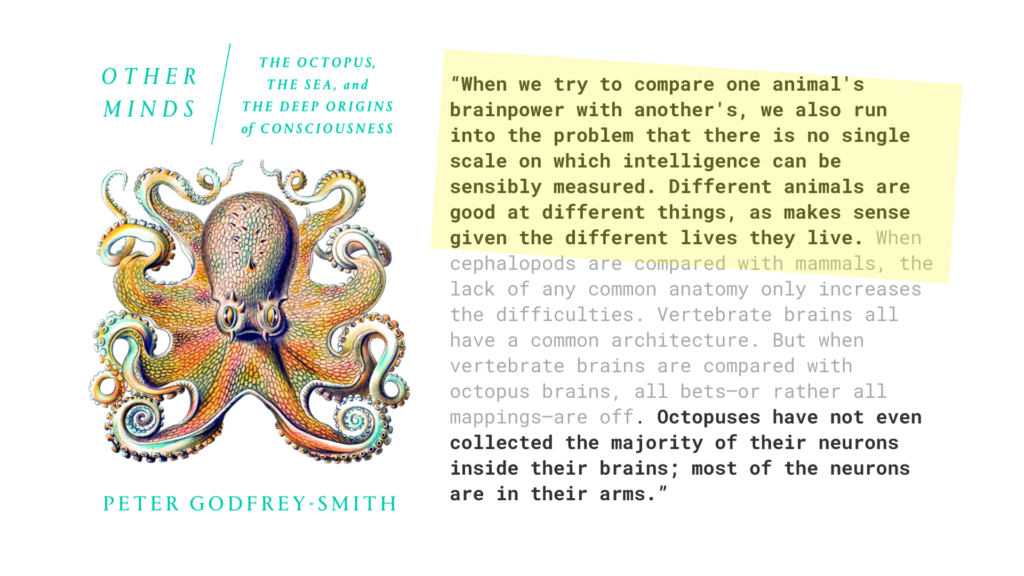 OTHER
MINDS
THE OCTOPUS,
THE SEA, and
THE DEEP ORIGINS
of CONSCIOUSNESS
PETER GODFREY-SMITH
“When we try to compare one animal's
brainpower with another's, we also run
into the problem that there is no single
scale on which intelligence can be
sensibly measured. Different animals are
good at different things, as makes sense
given the different lives they live. When
cephalopods are compared with mammals, the
lack of any common anatomy only increases
the difficulties. Vertebrate brains all
have a common architecture. But when
vertebrate brains are compared with
octopus brains, all bets—or rather all
mappings—are off. Octopuses have not even
collected the majority of their neurons
inside their brains; most of the neurons
are in their arms.”